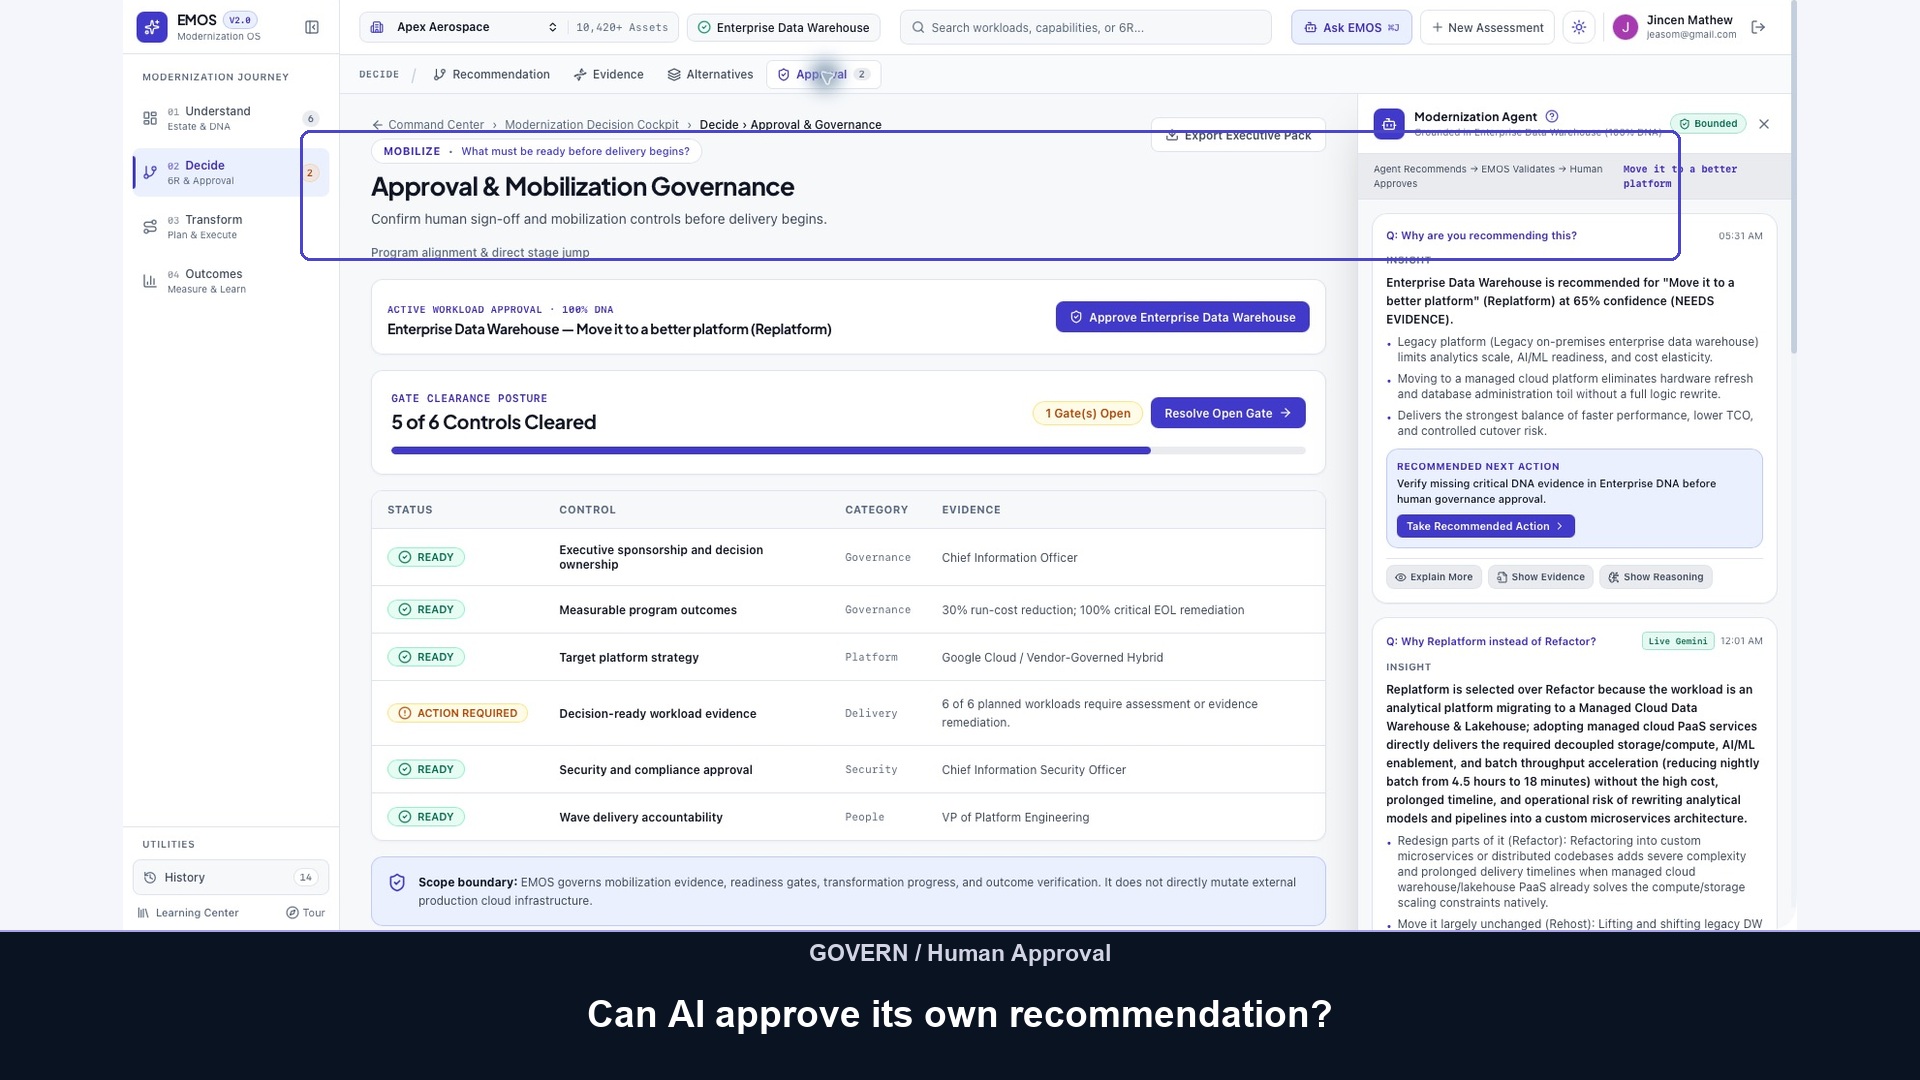 EMOS V2.0
Modernization OS
MODERNIZATION JOURNEY
01 Understand
Estate & DNA
6
02 Decide
6R & Approval
2
03 Transform
Plan & Execute
04 Outcomes
Measure & Learn
UTILITIES
History 14
Learning Center Tour
Apex Aerospace 10,420+ Assets
Enterprise Data Warehouse
Search workloads, capabilities, or 6R...
Ask EMOS ⌘J
New Assessment
J
Jincen Mathew
jeasom@gmail.com
DECIDE / Recommendation Evidence Alternatives Approval 2
← Command Center › Modernization Decision Cockpit › Decide › Approval & Governance
Export Executive Pack
MOBILIZE · What must be ready before delivery begins?
Approval & Mobilization Governance
Confirm human sign-off and mobilization controls before delivery begins.
Program alignment & direct stage jump
ACTIVE WORKLOAD APPROVAL · 100% DNA
Enterprise Data Warehouse — Move it to a better platform (Replatform)
Approve Enterprise Data Warehouse
GATE CLEARANCE POSTURE
5 of 6 Controls Cleared
1 Gate(s) Open
Resolve Open Gate →
STATUS CONTROL CATEGORY EVIDENCE
READY Executive sponsorship and decision ownership Governance Chief Information Officer
READY Measurable program outcomes Governance 30% run-cost reduction; 100% critical EOL remediation
READY Target platform strategy Platform Google Cloud / Vendor-Governed Hybrid
ACTION REQUIRED Decision-ready workload evidence Delivery 6 of 6 planned workloads require assessment or evidence remediation.
READY Security and compliance approval Security Chief Information Security Officer
READY Wave delivery accountability People VP of Platform Engineering
Scope boundary: EMOS governs mobilization evidence, readiness gates, transformation progress, and outcome verification. It does not directly mutate external
production cloud infrastructure.
Modernization Agent
Grounded in Enterprise Data Warehouse (100% DNA)
Bounded
Agent Recommends → EMOS Validates → Human
Approves
Move it to a better
platform
Q: Why are you recommending this? 05:31 AM
INSIGHT
Enterprise Data Warehouse is recommended for "Move it to a
better platform" (Replatform) at 65% confidence (NEEDS
EVIDENCE).
• Legacy platform (Legacy on-premises enterprise data warehouse)
limits analytics scale, AI/ML readiness, and cost elasticity.
• Moving to a managed cloud platform eliminates hardware refresh
and database administration toil without a full logic rewrite.
• Delivers the strongest balance of faster performance, lower TCO,
and controlled cutover risk.
RECOMMENDED NEXT ACTION
Verify missing critical DNA evidence in Enterprise DNA before
human governance approval.
Take Recommended Action ›
Explain More Show Evidence Show Reasoning
Q: Why Replatform instead of Refactor? Live Gemini 12:01 AM
INSIGHT
Replatform is selected over Refactor because the workload is an
analytical platform migrating to a Managed Cloud Data
Warehouse & Lakehouse; adopting managed cloud PaaS services
directly delivers the required decoupled storage/compute, AI/ML
enablement, and batch throughput acceleration (reducing nightly
batch from 4.5 hours to 18 minutes) without the high cost,
prolonged timeline, and operational risk of rewriting analytical
models and pipelines into a custom microservices architecture.
• Redesign parts of it (Refactor): Refactoring into custom
microservices or distributed codebases adds severe complexity
and prolonged delivery timelines when managed cloud
warehouse/lakehouse PaaS already solves the compute/storage
scaling constraints natively.
• Move it largely unchanged (Rehost): Lifting and shifting legacy DW
GOVERN / Human Approval
Can AI approve its own recommendation?